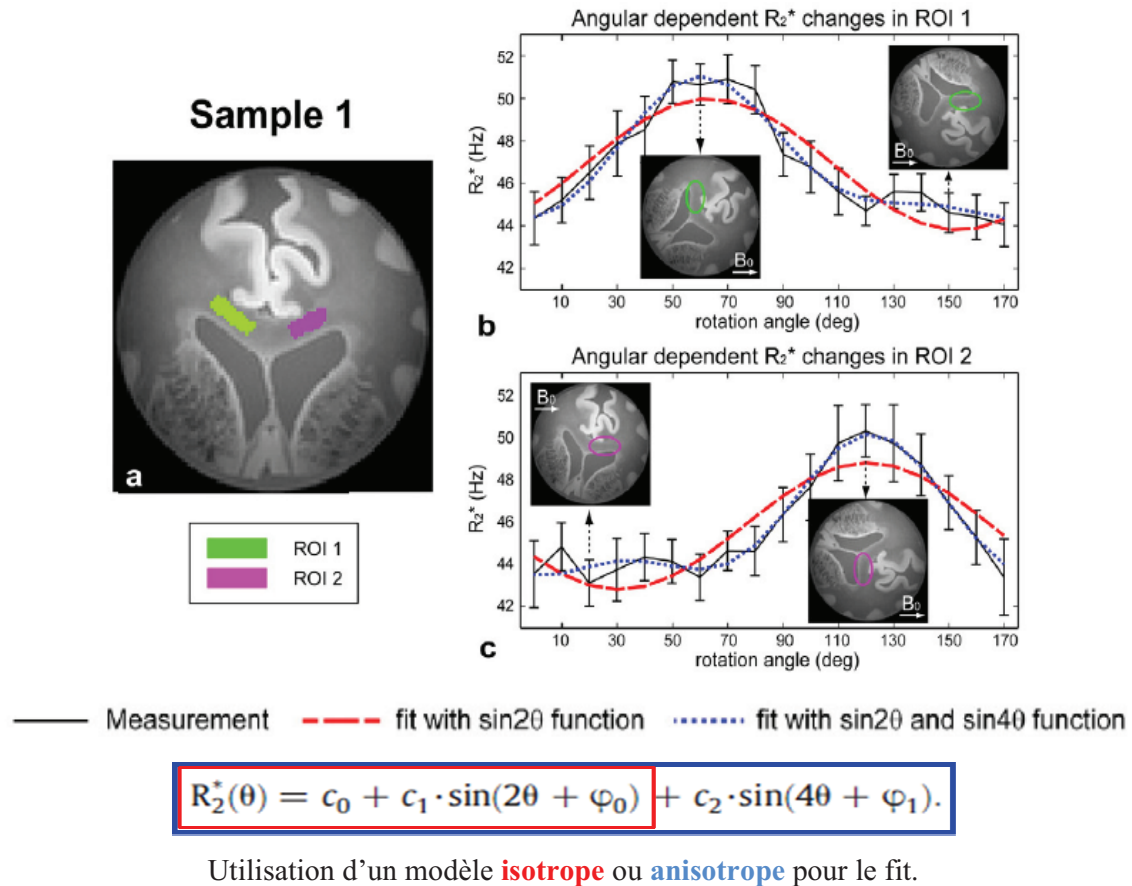 Sample 1
a
ROI 1
ROI 2
Angular dependent R₂* changes in ROI 1
R₂* (Hz)
52
50
48
46
44
42
B₀
B₀
10 30 50 70 90 110 130 150 170
rotation angle (deg)
b
Angular dependent R₂* changes in ROI 2
R₂* (Hz)
52
50
48
46
44
42
B₀
B₀
10 30 50 70 90 110 130 150 170
rotation angle (deg)
c
Measurement fit with sin2θ function fit with sin2θ and sin4θ function
R₂*(θ) = c₀ + c₁·sin(2θ + φ₀) + c₂·sin(4θ + φ₁).
Utilisation d’un modèle isotrope ou anisotrope pour le fit.